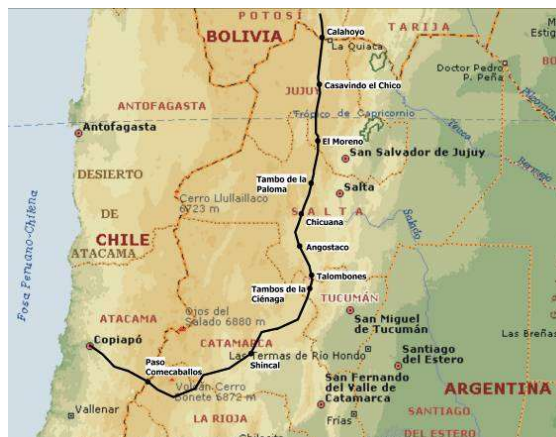 POTOSÍ
TARIJA
BOLIVIA
Calahoyo
La Quiaca
Doctor Pedro
P. Peña
Casavindo el Chico
JUJUY
ANTOFAGASTA
Trópico de Capricornio
Antofagasta
El Moreno
San Salvador de Jujuy
DESIERTO
DE
ATACAMA
Tambo de la
Paloma
Salta
Cerro Llullaillaco
6723 m
Chicuana
SALTA
Salado
CHILE
Angostaco
Fosa Peruano-Chilena
Talombones
Tambos de la
Ciénaga
TUCUMÁN
Ojos del
Salado 6880 m
San Miguel
de Tucumán
Las Breñas
ATACAMA
Copiapó
CATAMARCA
Las Termas de Río Hondo
Shincal
Santiago
del Estero
Paso
Comecaballos
Volcán Cerro
Bonete 6872 m
San Fernando
del Valle de
Catamarca
ARGENTINA
Vallenar
LA RIOJA
Frías
SANTIAGO
DEL ESTERO